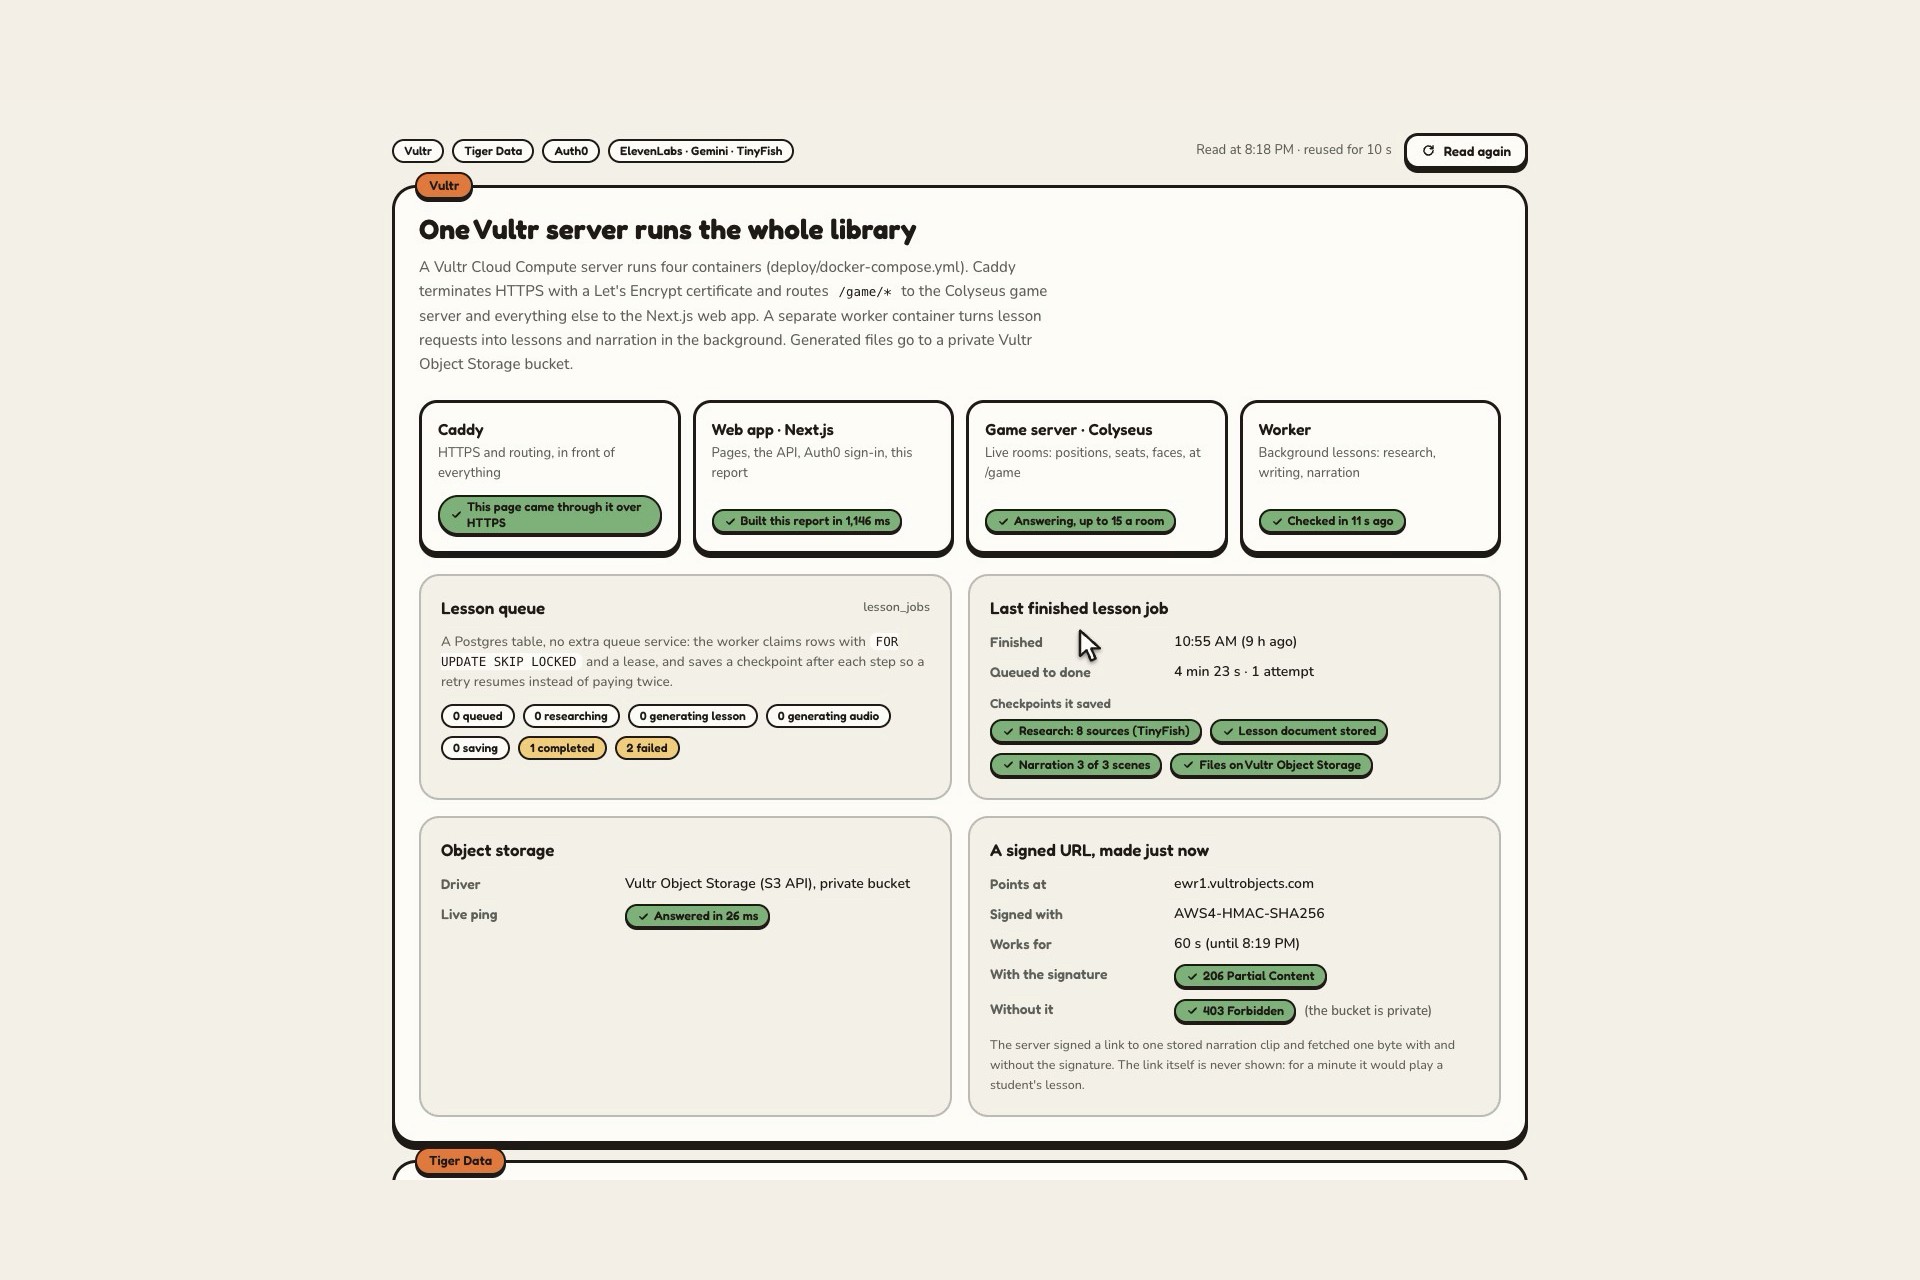 Vultr
Tiger Data
Auth0
ElevenLabs · Gemini · TinyFish
Read at 8:18 PM · reused for 10 s
Read again
Vultr
One Vultr server runs the whole library
A Vultr Cloud Compute server runs four containers (deploy/docker-compose.yml). Caddy
terminates HTTPS with a Let's Encrypt certificate and routes /game/* to the Colyseus game
server and everything else to the Next.js web app. A separate worker container turns lesson
requests into lessons and narration in the background. Generated files go to a private Vultr
Object Storage bucket.
Caddy
HTTPS and routing, in front of
everything
This page came through it over
HTTPS
Web app · Next.js
Pages, the API, Auth0 sign-in, this
report
Built this report in 1,146 ms
Game server · Colyseus
Live rooms: positions, seats, faces, at
/game
Answering, up to 15 a room
Worker
Background lessons: research,
writing, narration
Checked in 11 s ago
Lesson queue
lesson_jobs
A Postgres table, no extra queue service: the worker claims rows with FOR
UPDATE SKIP LOCKED and a lease, and saves a checkpoint after each step so a
retry resumes instead of paying twice.
0 queued
0 researching
0 generating lesson
0 generating audio
0 saving
1 completed
2 failed
Last finished lesson job
Finished
10:55 AM (9 h ago)
Queued to done
4 min 23 s · 1 attempt
Checkpoints it saved
Research: 8 sources (TinyFish)
Lesson document stored
Narration 3 of 3 scenes
Files on Vultr Object Storage
Object storage
Driver
Vultr Object Storage (S3 API), private bucket
Live ping
Answered in 26 ms
A signed URL, made just now
Points at
ewr1.vultrobjects.com
Signed with
AWS4-HMAC-SHA256
Works for
60 s (until 8:19 PM)
With the signature
206 Partial Content
Without it
403 Forbidden
(the bucket is private)
The server signed a link to one stored narration clip and fetched one byte with and
without the signature. The link itself is never shown: for a minute it would play a
student's lesson.
Tiger Data